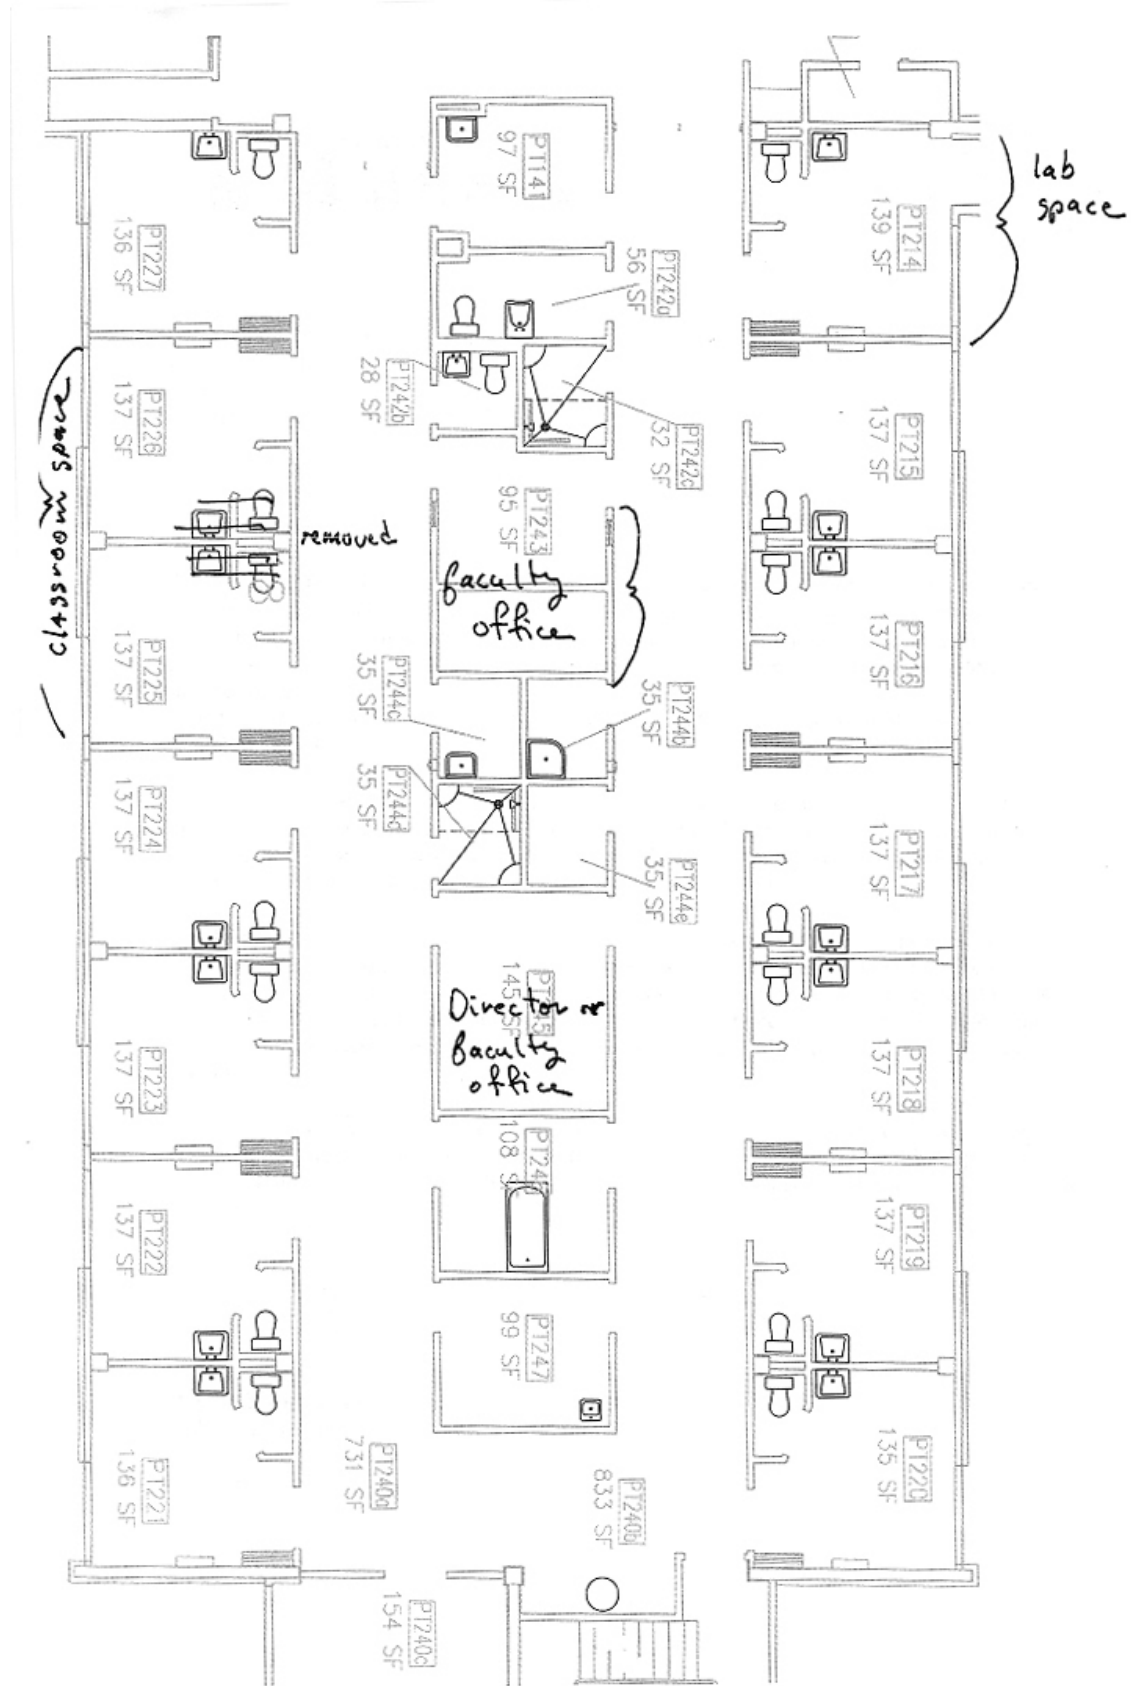 lab
space
PT141
97 SF
PT227
136 SF
PT214
139 SF
PT242a
56 SF
PT226
137 SF
PT242b
28 SF
PT242c
32 SF
PT215
137 SF
classroom space
removed
PT243
95 SF
faculty
office
PT225
137 SF
PT244c
35 SF
PT244b
35 SF
PT216
137 SF
PT224
137 SF
PT244d
35 SF
PT244e
35 SF
PT217
137 SF
PT245
145 SF
Director or
faculty
office
PT223
137 SF
PT218
137 SF
108
PT222
137 SF
PT219
137 SF
PT247
99 SF
PT221
136 SF
PT240a
731 SF
PT240b
833 SF
PT220
135 SF
PT240c
154 SF